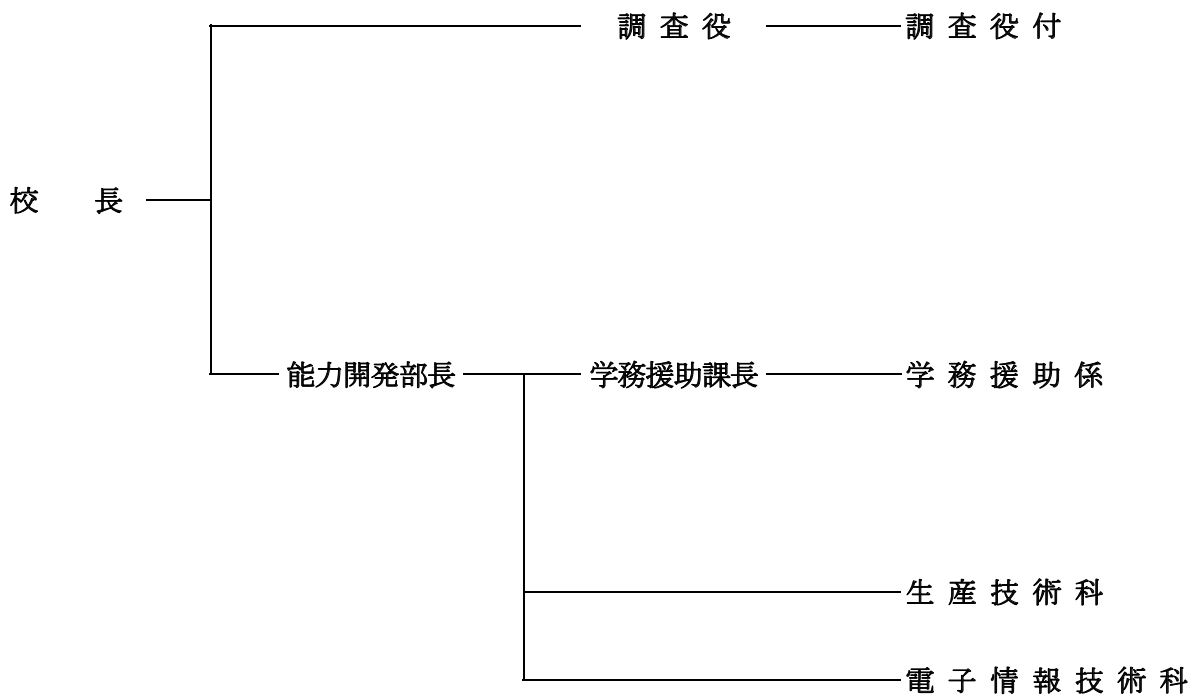 調査役 調査役付
校長
能力開発部長 学務援助課長 学務援助係
生産技術科
電子情報技術科